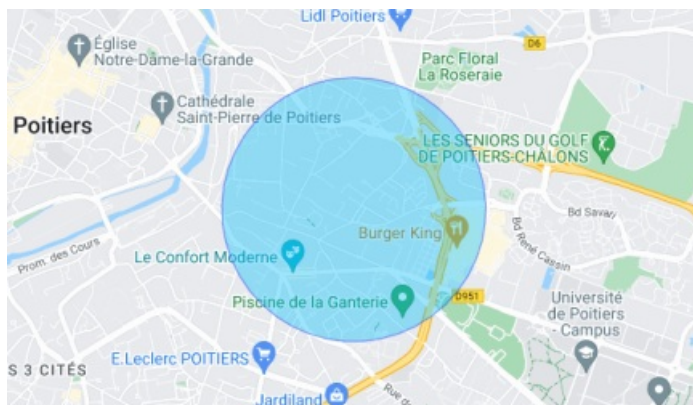 Lidl Poitiers
D6
Église
Notre-Dame-la-Grande
Parc Floral
La Roseraie
Cathédrale
Saint-Pierre de Poitiers
Poitiers
LES SENIORS DU GOLF
DE POITIERS-CHÂLONS
Bd Savary
Burger King
Bd René Cassin
Prom. des Cours
Le Confort Moderne
Piscine de la Ganterie
D951
Université
de Poitiers
- Campus
S 3 CITÉS
E.Leclerc POITIERS
Jardiland
Rue de